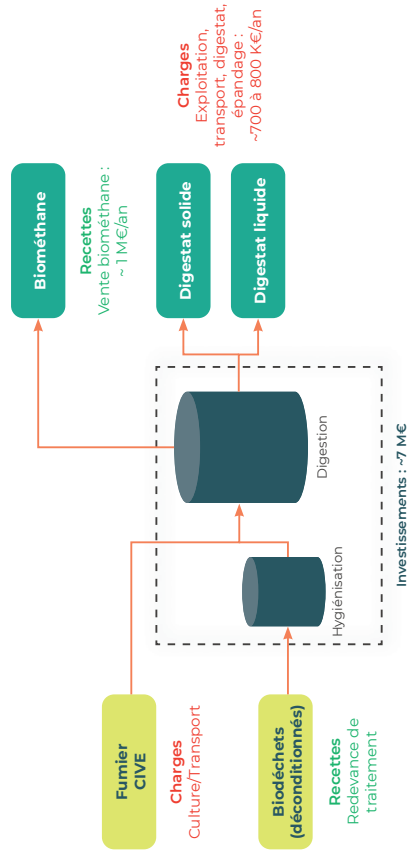 Fumier
CIVE
Charges
Culture/Transport
Biodéchets
(déconditionnés)
Recettes
Redevance de
traitement
Hygiénisation
Digestion
Investissements : ~7 M€
Biométhane
Recettes
Vente biométhane :
~ 1 M€/an
Digestat solide
Digestat liquide
Charges
Exploitation,
transport, digestat,
épandage :
~700 à 800 K€/an